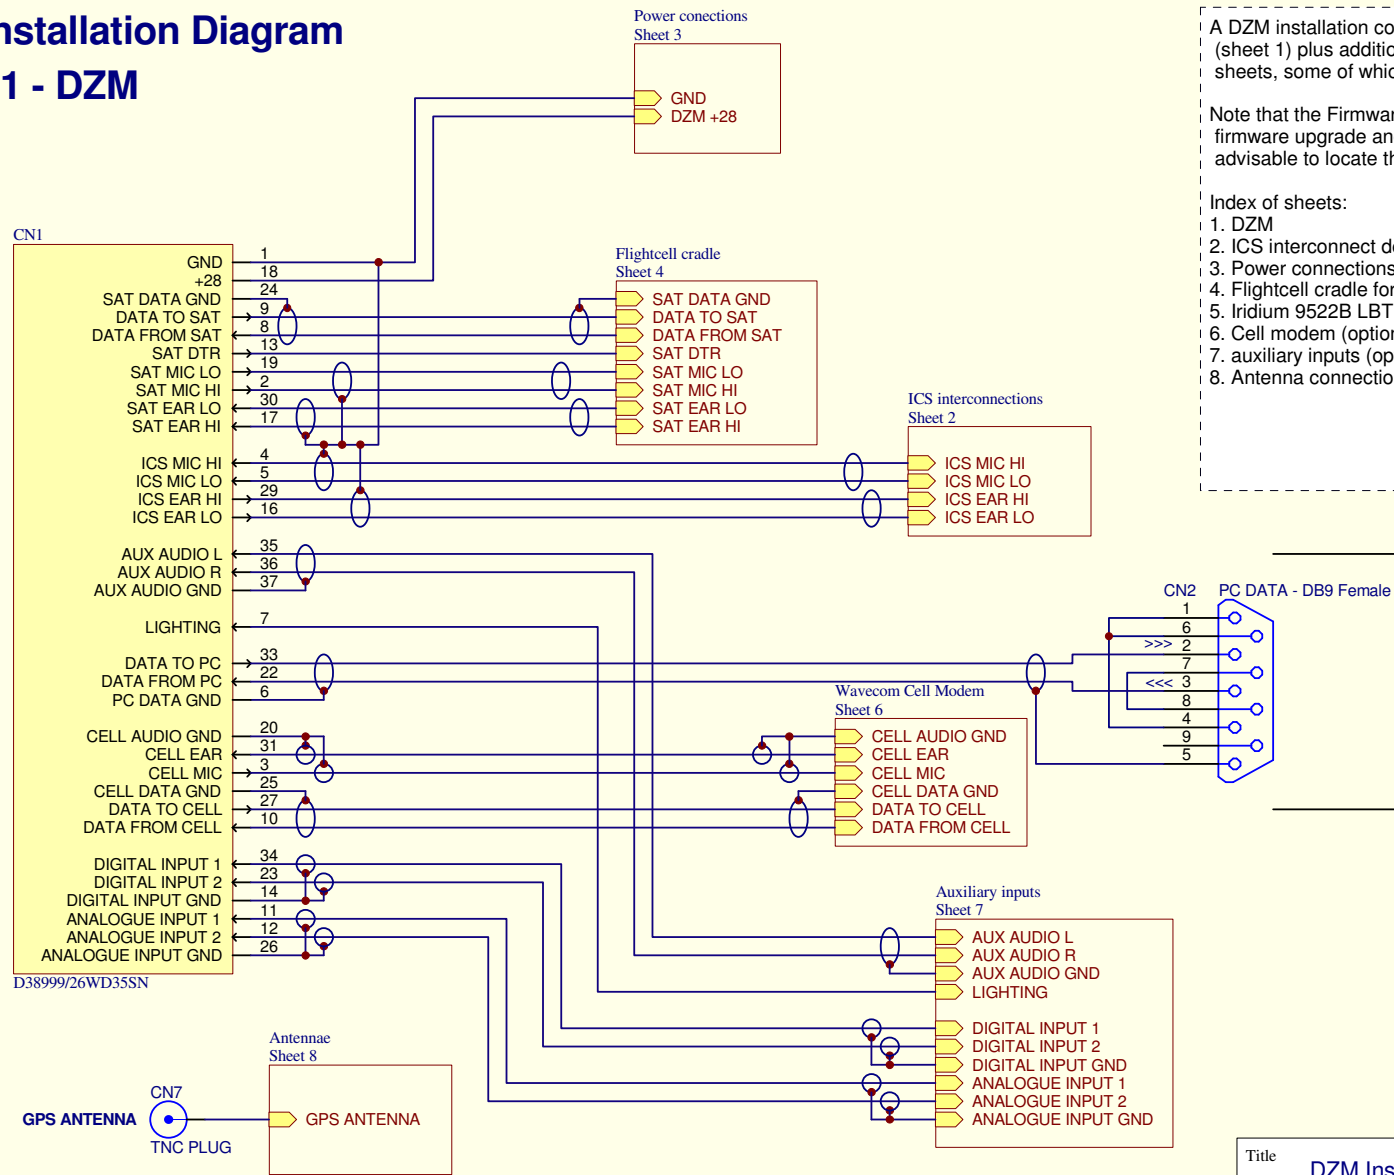 nstallation Diagram
1 - DZM
Power conections
Sheet 3
GND
DZM +28
A DZM installation co
(sheet 1) plus additio
sheets, some of whic
Note that the Firmwar
firmware upgrade an
advisable to locate th
Index of sheets:
1. DZM
2. ICS interconnect de
3. Power connections
4. Flightcell cradle for
5. Iridium 9522B LBT
6. Cell modem (option
7. auxiliary inputs (op
8. Antenna connectio
CN1
GND 1
+28 18
SAT DATA GND 24
DATA TO SAT 9
DATA FROM SAT 8
SAT DTR 13
SAT MIC LO 19
SAT MIC HI 2
SAT EAR LO 30
SAT EAR HI 17
ICS MIC HI 4
ICS MIC LO 5
ICS EAR HI 29
ICS EAR LO 16
AUX AUDIO L 35
AUX AUDIO R 36
AUX AUDIO GND 37
LIGHTING 7
DATA TO PC 33
DATA FROM PC 22
PC DATA GND 6
CELL AUDIO GND 20
CELL EAR 31
CELL MIC 3
CELL DATA GND 25
DATA TO CELL 27
DATA FROM CELL 10
DIGITAL INPUT 1 34
DIGITAL INPUT 2 23
DIGITAL INPUT GND 14
ANALOGUE INPUT 1 11
ANALOGUE INPUT 2 12
ANALOGUE INPUT GND 26
D38999/26WD35SN
Flightcell cradle
Sheet 4
SAT DATA GND
DATA TO SAT
DATA FROM SAT
SAT DTR
SAT MIC LO
SAT MIC HI
SAT EAR LO
SAT EAR HI
ICS interconnections
Sheet 2
ICS MIC HI
ICS MIC LO
ICS EAR HI
ICS EAR LO
CN2 PC DATA - DB9 Female
1
6
>>> 2
7
<<< 3
8
4
9
5
Wavecom Cell Modem
Sheet 6
CELL AUDIO GND
CELL EAR
CELL MIC
CELL DATA GND
DATA TO CELL
DATA FROM CELL
Auxiliary inputs
Sheet 7
AUX AUDIO L
AUX AUDIO R
AUX AUDIO GND
LIGHTING
DIGITAL INPUT 1
DIGITAL INPUT 2
DIGITAL INPUT GND
ANALOGUE INPUT 1
ANALOGUE INPUT 2
ANALOGUE INPUT GND
Antennae
Sheet 8
GPS ANTENNA
CN7
GPS ANTENNA
TNC PLUG
Title
DZM Ins